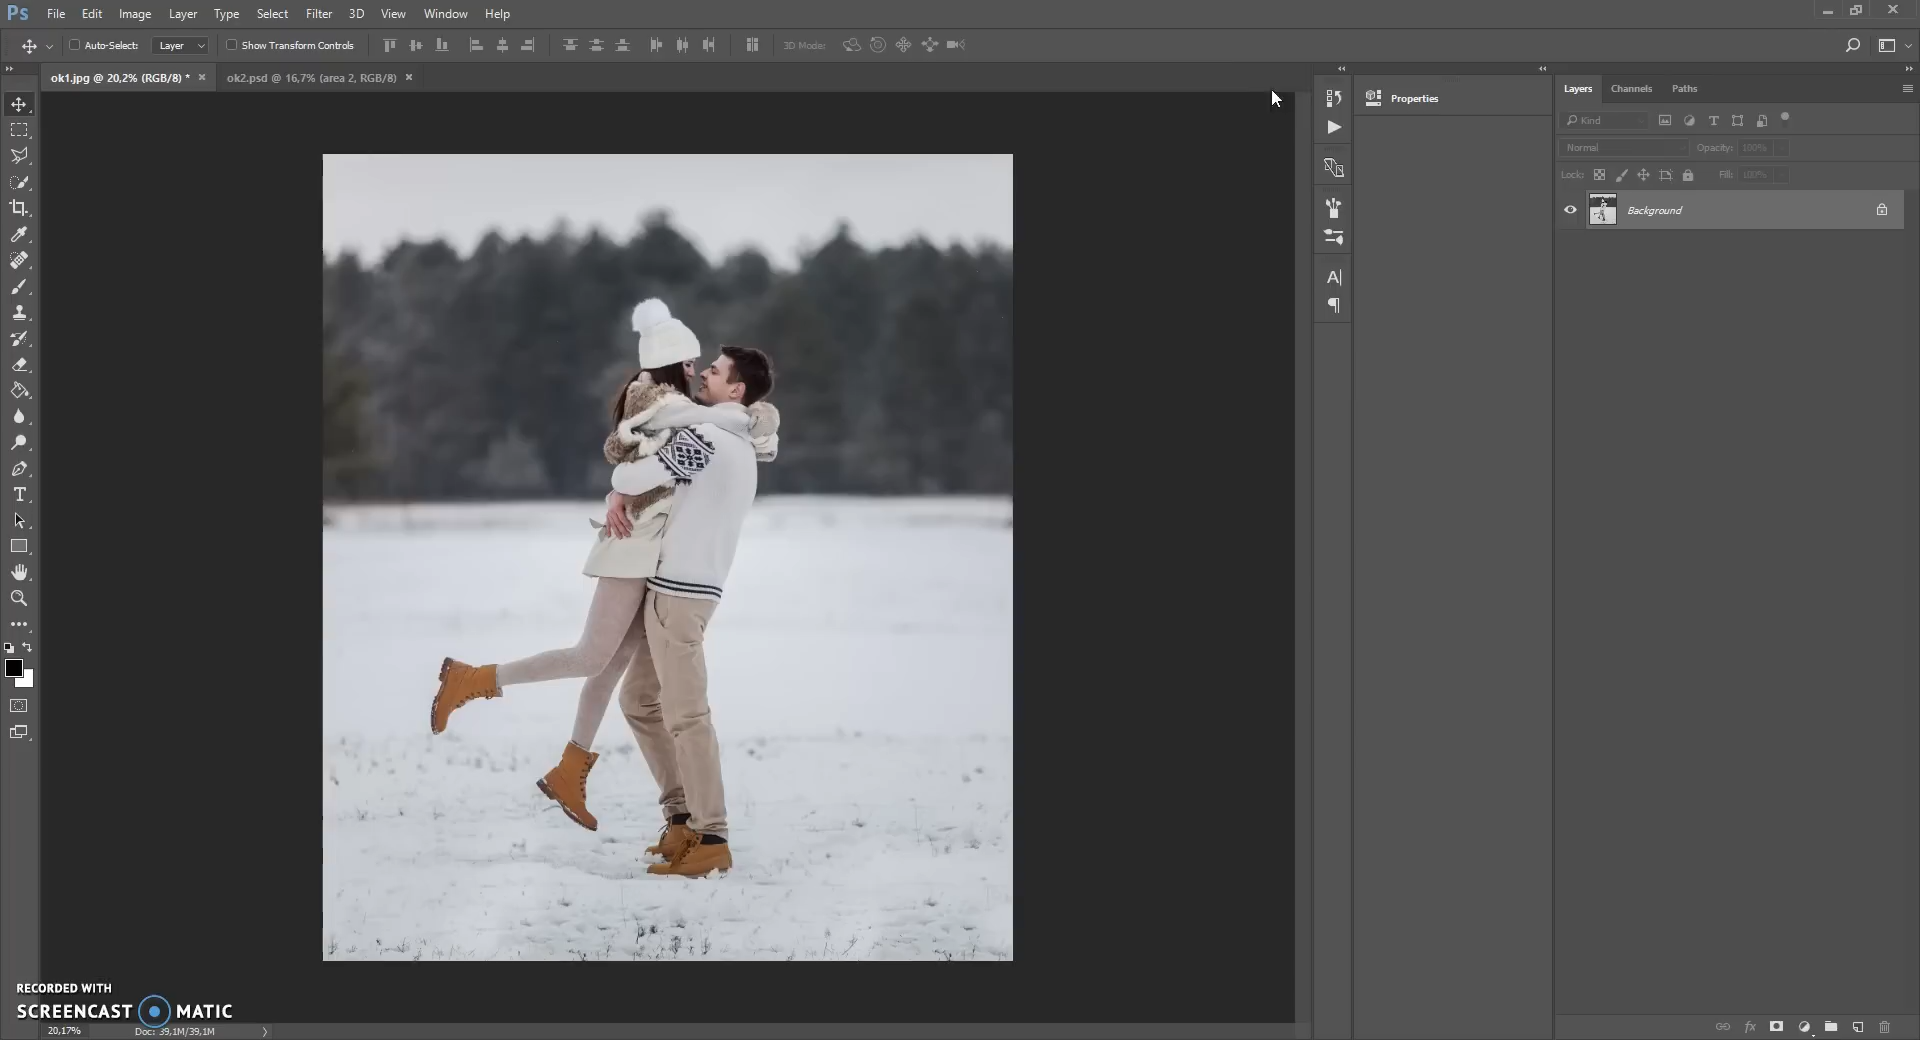 Ps File Edit Image Layer Type Select Filter 3D View Window Help
Auto-Select: Layer Show Transform Controls 3D Mode:
ok1.jpg @ 20,2% (RGB/8) * × ok2.psd @ 16,7% (area 2, RGB/8) ×
Properties
Layers Channels Paths
Kind
Normal Opacity: 100%
Lock: Fill: 100%
Background
RECORDED WITH
SCREENCAST MATIC
20,17% Doc: 39,1M/39,1M